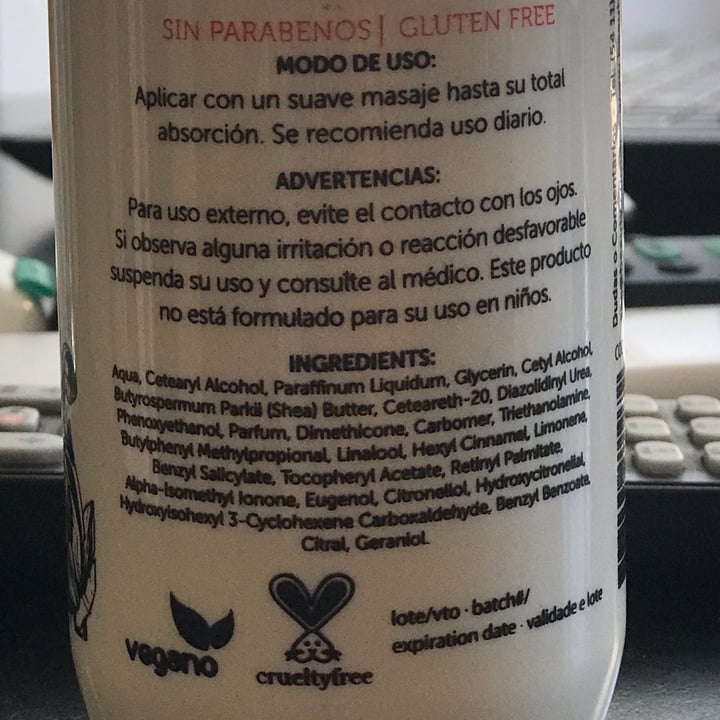 SIN PARABENOS | GLUTEN FREE
MODO DE USO:
Aplicar con un suave masaje hasta su total
absorción. Se recomienda uso diario.
ADVERTENCIAS:
Para uso externo, evite el contacto con los ojos.
Si observa alguna irritación o reacción desfavorable
suspenda su uso y consulte al médico. Este producto
no está formulado para su uso en niños.
INGREDIENTS:
Aqua, Cetearyl Alcohol, Paraffinum Liquidum, Glycerin, Cetyl Alcohol,
Butyrospermum Parkii (Shea) Butter, Ceteareth-20, Diazolidinyl Urea,
Phenoxyethanol, Parfum, Dimethicone, Carbomer, Triethanolamine,
Butylphenyl Methylpropional, Linalool, Hexyl Cinnamal, Limonene,
Benzyl Salicylate, Tocopheryl Acetate, Retinyl Palmitate,
Alpha-Isomethyl Ionone, Eugenol, Citronellol, Hydroxycitronellal,
Hydroxyisohexyl 3-Cyclohexene Carboxaldehyde, Benzyl Benzoate,
Citral, Geraniol.
vegano
crueltyfree
lote/vto · batch#/
expiration date · validade e lote
Dudas o Comentarios